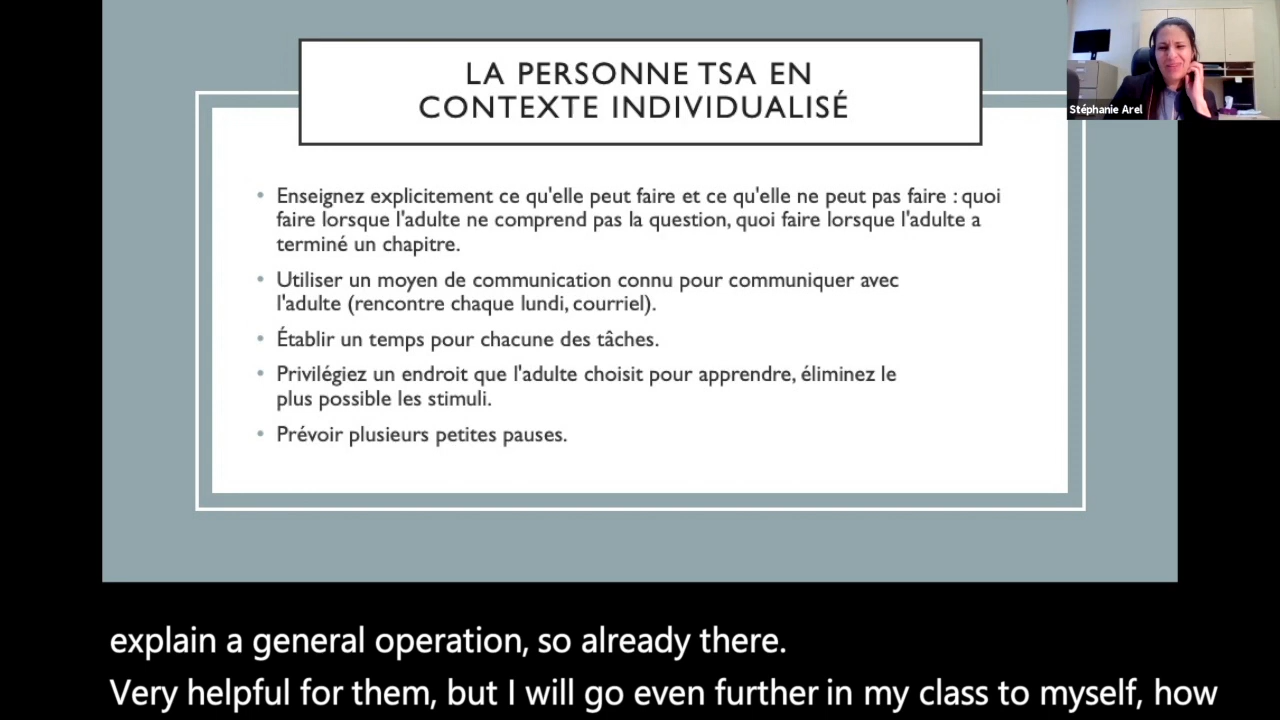 LA PERSONNE TSA EN
CONTEXTE INDIVIDUALISÉ
Stéphanie Arel
• Enseignez explicitement ce qu'elle peut faire et ce qu'elle ne peut pas faire : quoi
faire lorsque l'adulte ne comprend pas la question, quoi faire lorsque l'adulte a
terminé un chapitre.
• Utiliser un moyen de communication connu pour communiquer avec
l'adulte (rencontre chaque lundi, courriel).
• Établir un temps pour chacune des tâches.
• Privilégiez un endroit que l'adulte choisit pour apprendre, éliminez le
plus possible les stimuli.
• Prévoir plusieurs petites pauses.
explain a general operation, so already there.
Very helpful for them, but I will go even further in my class to myself, how